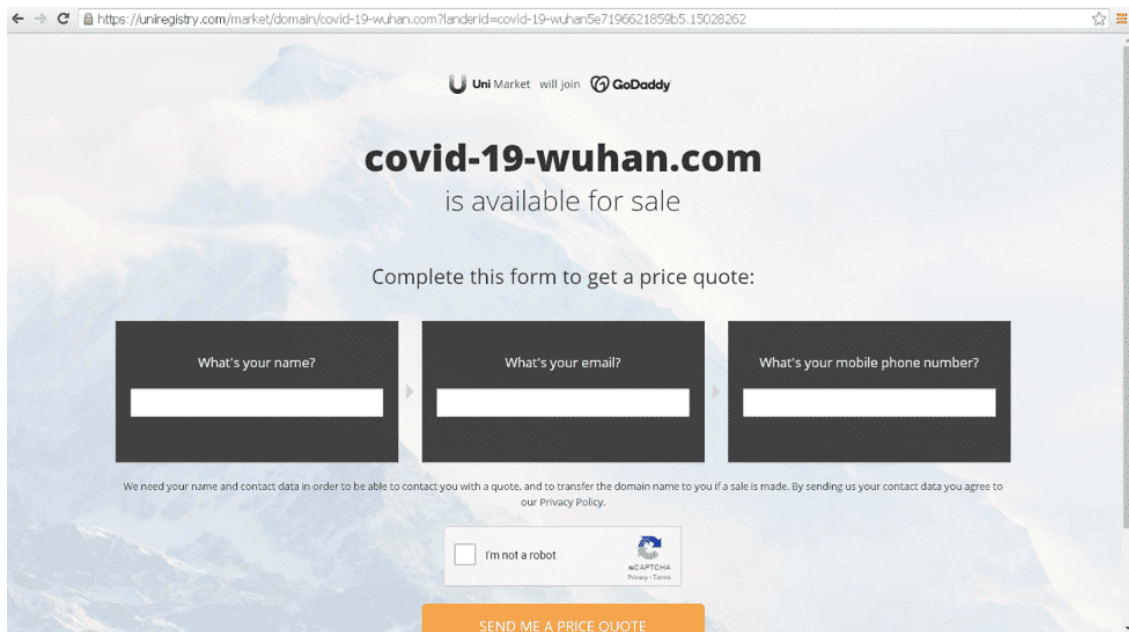 https://uniregistry.com/market/domain/covid-19-wuhan.com?landerid=covid-19-wuhan5e7196621859b5.15028262
Uni Market will join GoDaddy
covid-19-wuhan.com
is available for sale
Complete this form to get a price quote:
What's your name? What's your email? What's your mobile phone number?
We need your name and contact data in order to be able to contact you with a quote, and to transfer the domain name to you if a sale is made. By sending us your contact data you agree to
our Privacy Policy.
I'm not a robot
reCAPTCHA
Privacy - Terms
SEND ME A PRICE QUOTE